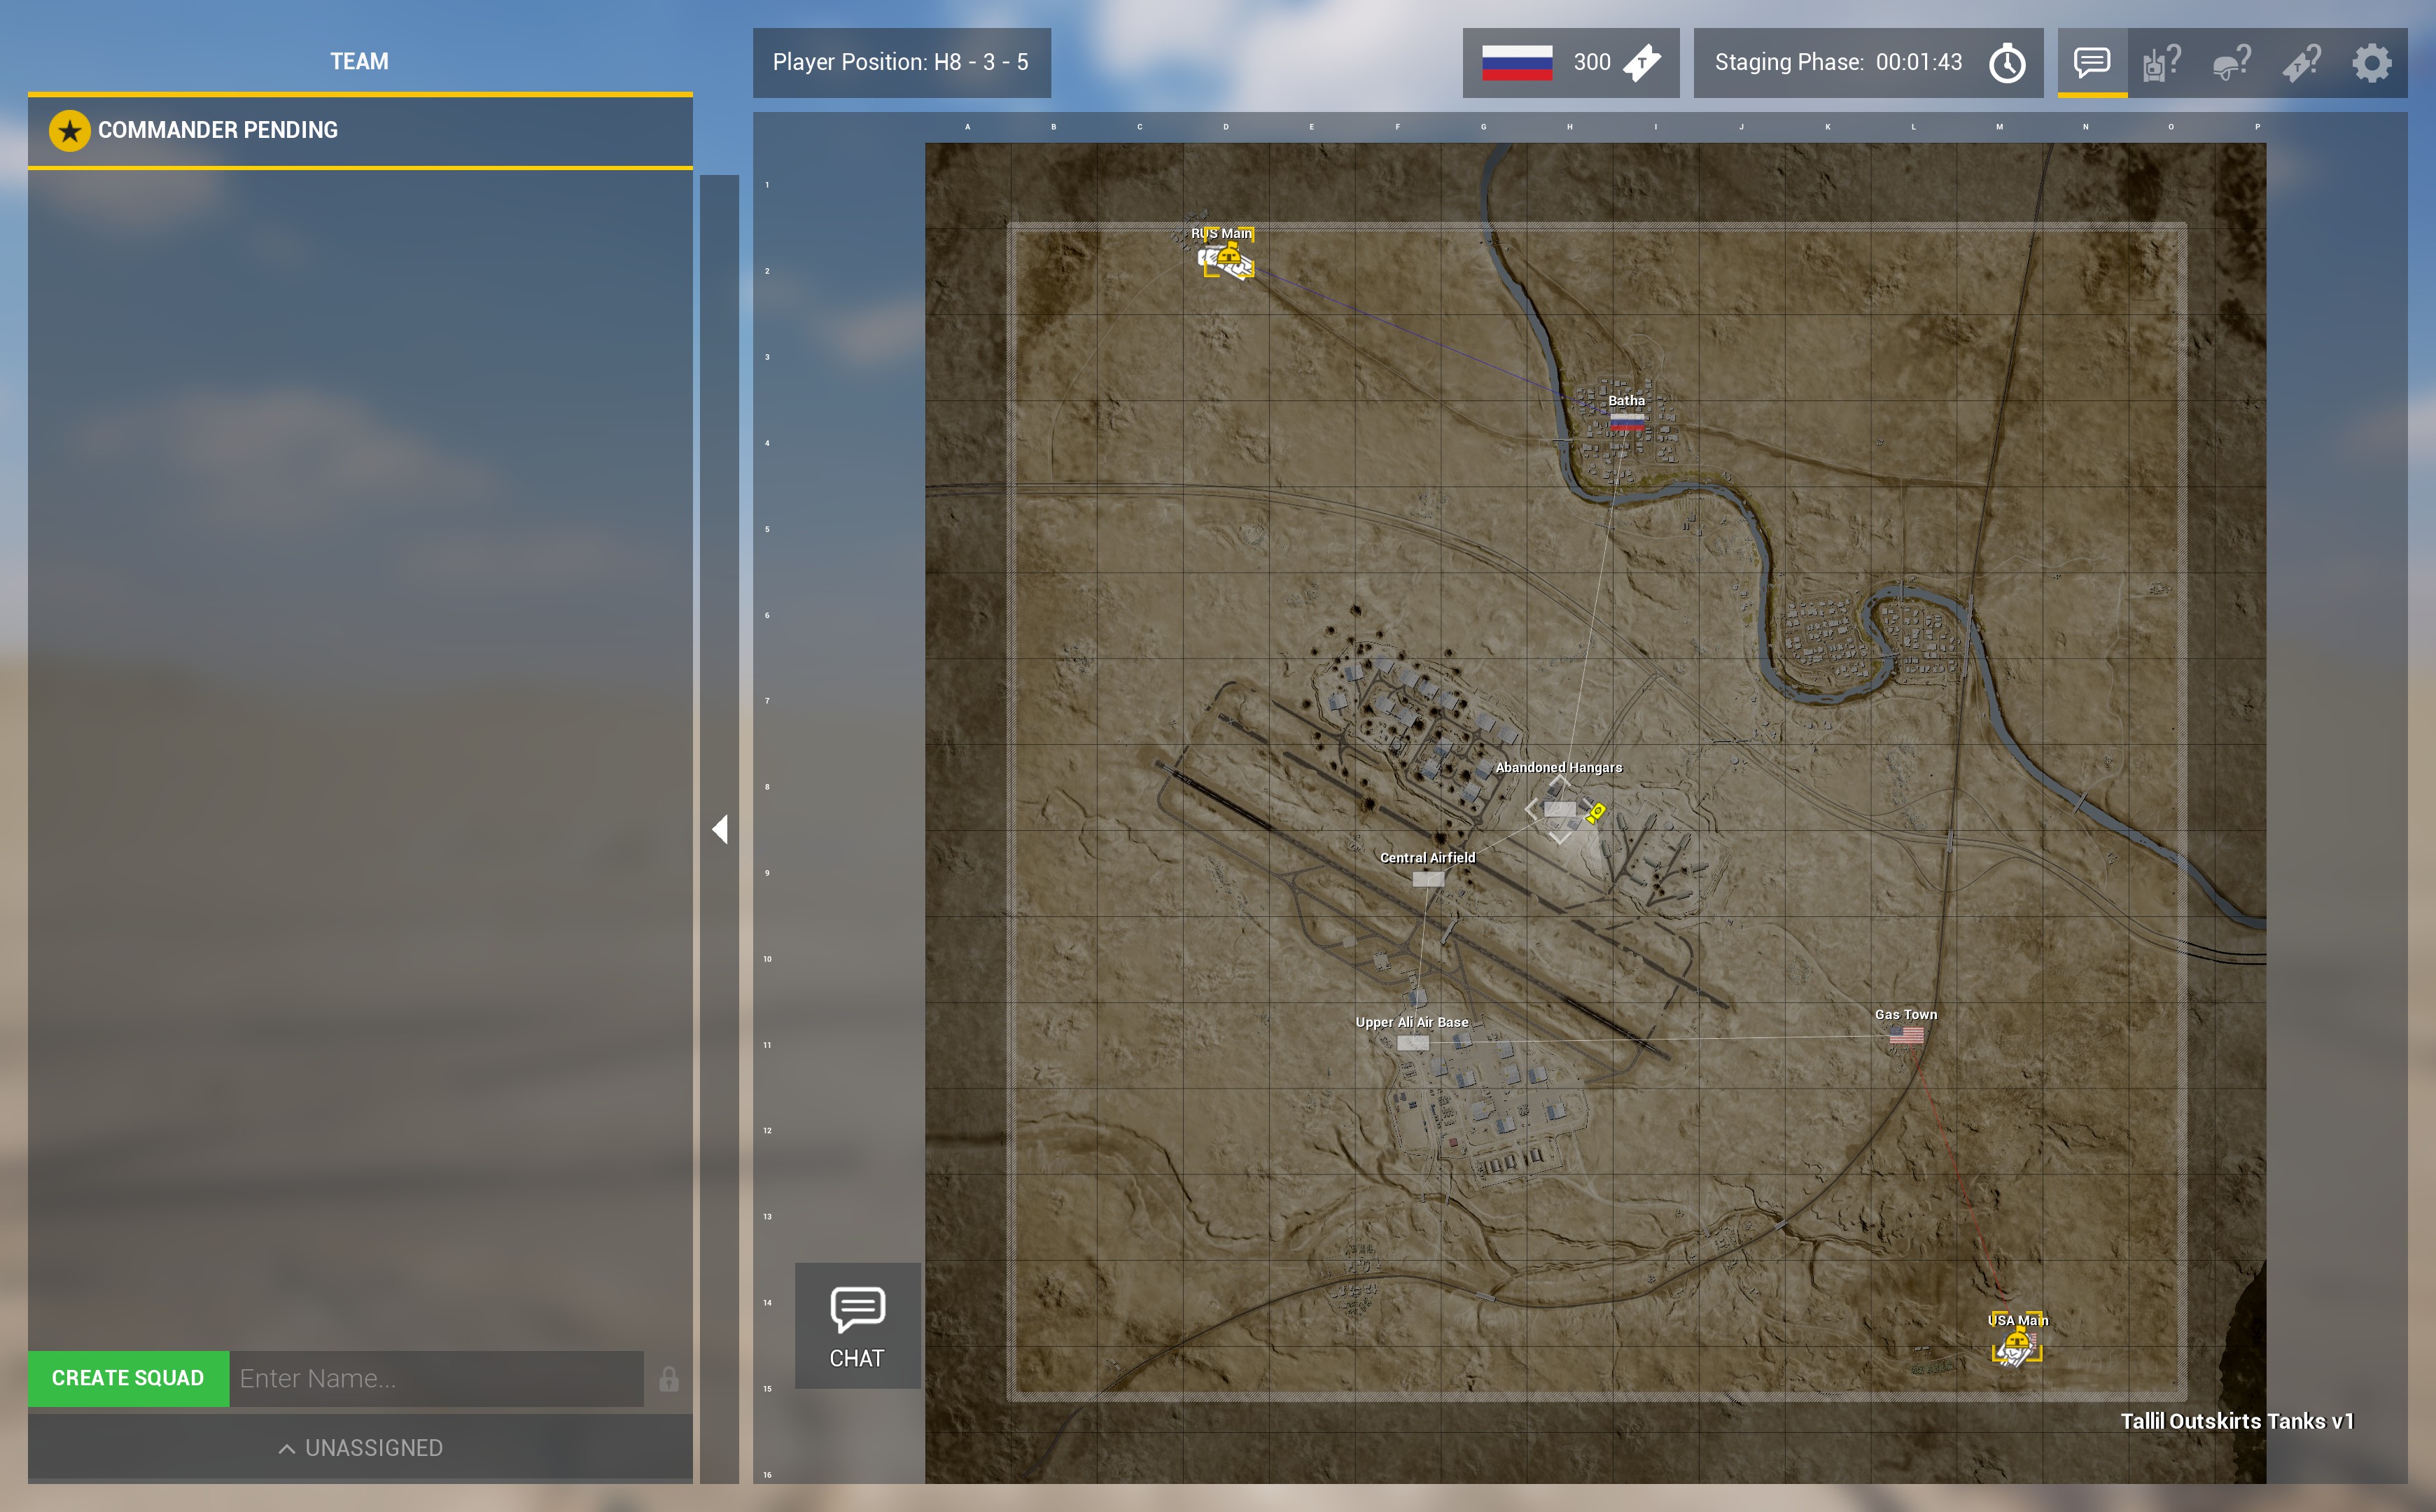 TEAM
Player Position: H8 - 3 - 5
300
T
Staging Phase: 00:01:43
?
?
T?
COMMANDER PENDING
A B C D E F G H I J K L M N O P
1
RUS Main
2
3
Batha
4
5
6
7
Abandoned Hangars
8
Central Airfield
9
10
Gas Town
Upper Ali Air Base
11
12
13
14
USA Main
CHAT
CREATE SQUAD
Enter Name...
15
Tallil Outskirts Tanks v1
UNASSIGNED
16